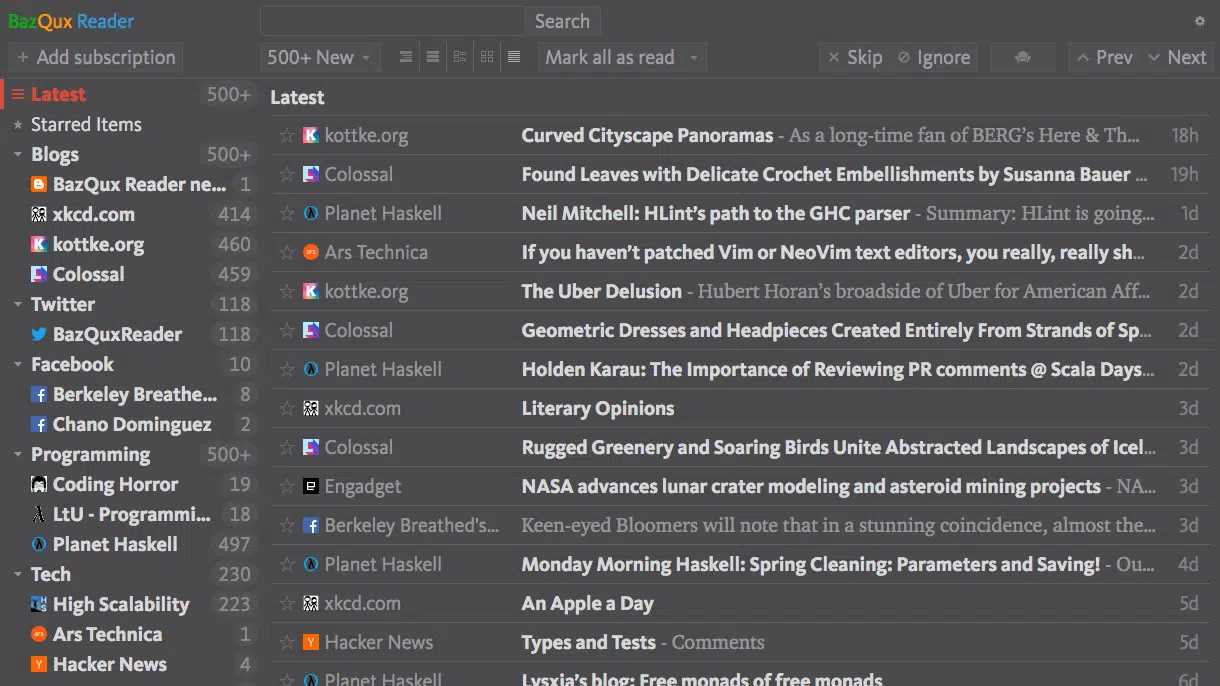 BazQux Reader
Search
+ Add subscription
500+ New
Mark all as read
Skip
Ignore
Prev
Next
Latest 500+
Starred Items
Blogs 500+
BazQux Reader ne... 1
xkcd.com 414
kottke.org 460
Colossal 459
Twitter 118
BazQuxReader 118
Facebook 10
Berkeley Breathe... 8
Chano Dominguez 2
Programming 500+
Coding Horror 19
LtU - Programmi... 18
Planet Haskell 497
Tech 230
High Scalability 223
Ars Technica 1
Hacker News 4
Latest
kottke.org Curved Cityscape Panoramas - As a long-time fan of BERG’s Here & Th... 18h
Colossal Found Leaves with Delicate Crochet Embellishments by Susanna Bauer ... 19h
Planet Haskell Neil Mitchell: HLint’s path to the GHC parser - Summary: HLint is going... 1d
Ars Technica If you haven’t patched Vim or NeoVim text editors, you really, really sh... 2d
kottke.org The Uber Delusion - Hubert Horan’s broadside of Uber for American Aff... 2d
Colossal Geometric Dresses and Headpieces Created Entirely From Strands of Sp... 2d
Planet Haskell Holden Karau: The Importance of Reviewing PR comments @ Scala Days... 2d
xkcd.com Literary Opinions 3d
Colossal Rugged Greenery and Soaring Birds Unite Abstracted Landscapes of Icel... 3d
Engadget NASA advances lunar crater modeling and asteroid mining projects - NA... 3d
Berkeley Breathed's... Keen-eyed Bloomers will note that in a stunning coincidence, almost the... 3d
Planet Haskell Monday Morning Haskell: Spring Cleaning: Parameters and Saving! - Ou... 4d
xkcd.com An Apple a Day 5d
Hacker News Types and Tests - Comments 5d
Planet Haskell Lysxia’s blog: Free monads of free monads 6d